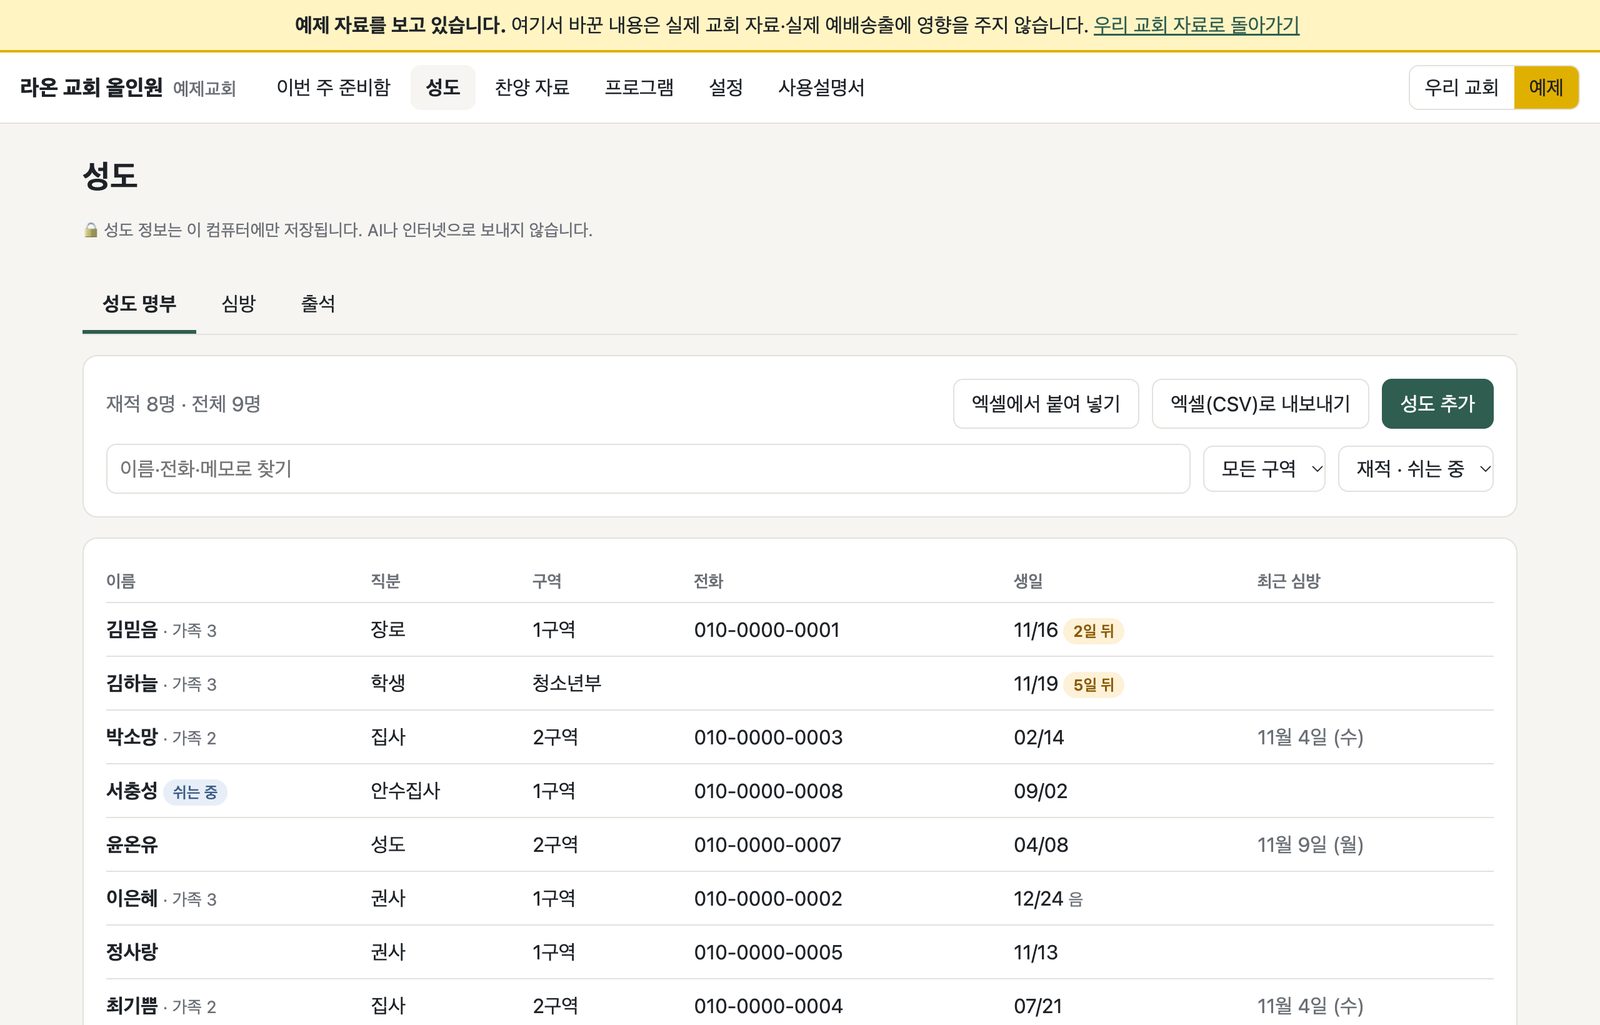 예제 자료를 보고 있습니다. 여기서 바꾼 내용은 실제 교회 자료·실제 예배송출에 영향을 주지 않습니다. 우리 교회 자료로 돌아가기
라온 교회 올인원 예제교회 이번 주 준비함 성도 찬양 자료 프로그램 설정 사용설명서 우리 교회 예제
성도
성도 정보는 이 컴퓨터에만 저장됩니다. AI나 인터넷으로 보내지 않습니다.
성도 명부 심방 출석
재적 8명 · 전체 9명 엑셀에서 붙여 넣기 엑셀(CSV)로 내보내기 성도 추가
이름·전화·메모로 찾기 모든 구역 재적 · 쉬는 중
이름 직분 구역 전화 생일 최근 심방
김믿음 · 가족 3 장로 1구역 010-0000-0001 11/16 2일 뒤
김하늘 · 가족 3 학생 청소년부 11/19 5일 뒤
박소망 · 가족 2 집사 2구역 010-0000-0003 02/14 11월 4일 (수)
서충성 쉬는 중 안수집사 1구역 010-0000-0008 09/02
윤온유 성도 2구역 010-0000-0007 04/08 11월 9일 (월)
이은혜 · 가족 3 권사 1구역 010-0000-0002 12/24 음
정사랑 권사 1구역 010-0000-0005 11/13
최기쁨 · 가족 2 집사 2구역 010-0000-0004 07/21 11월 4일 (수)